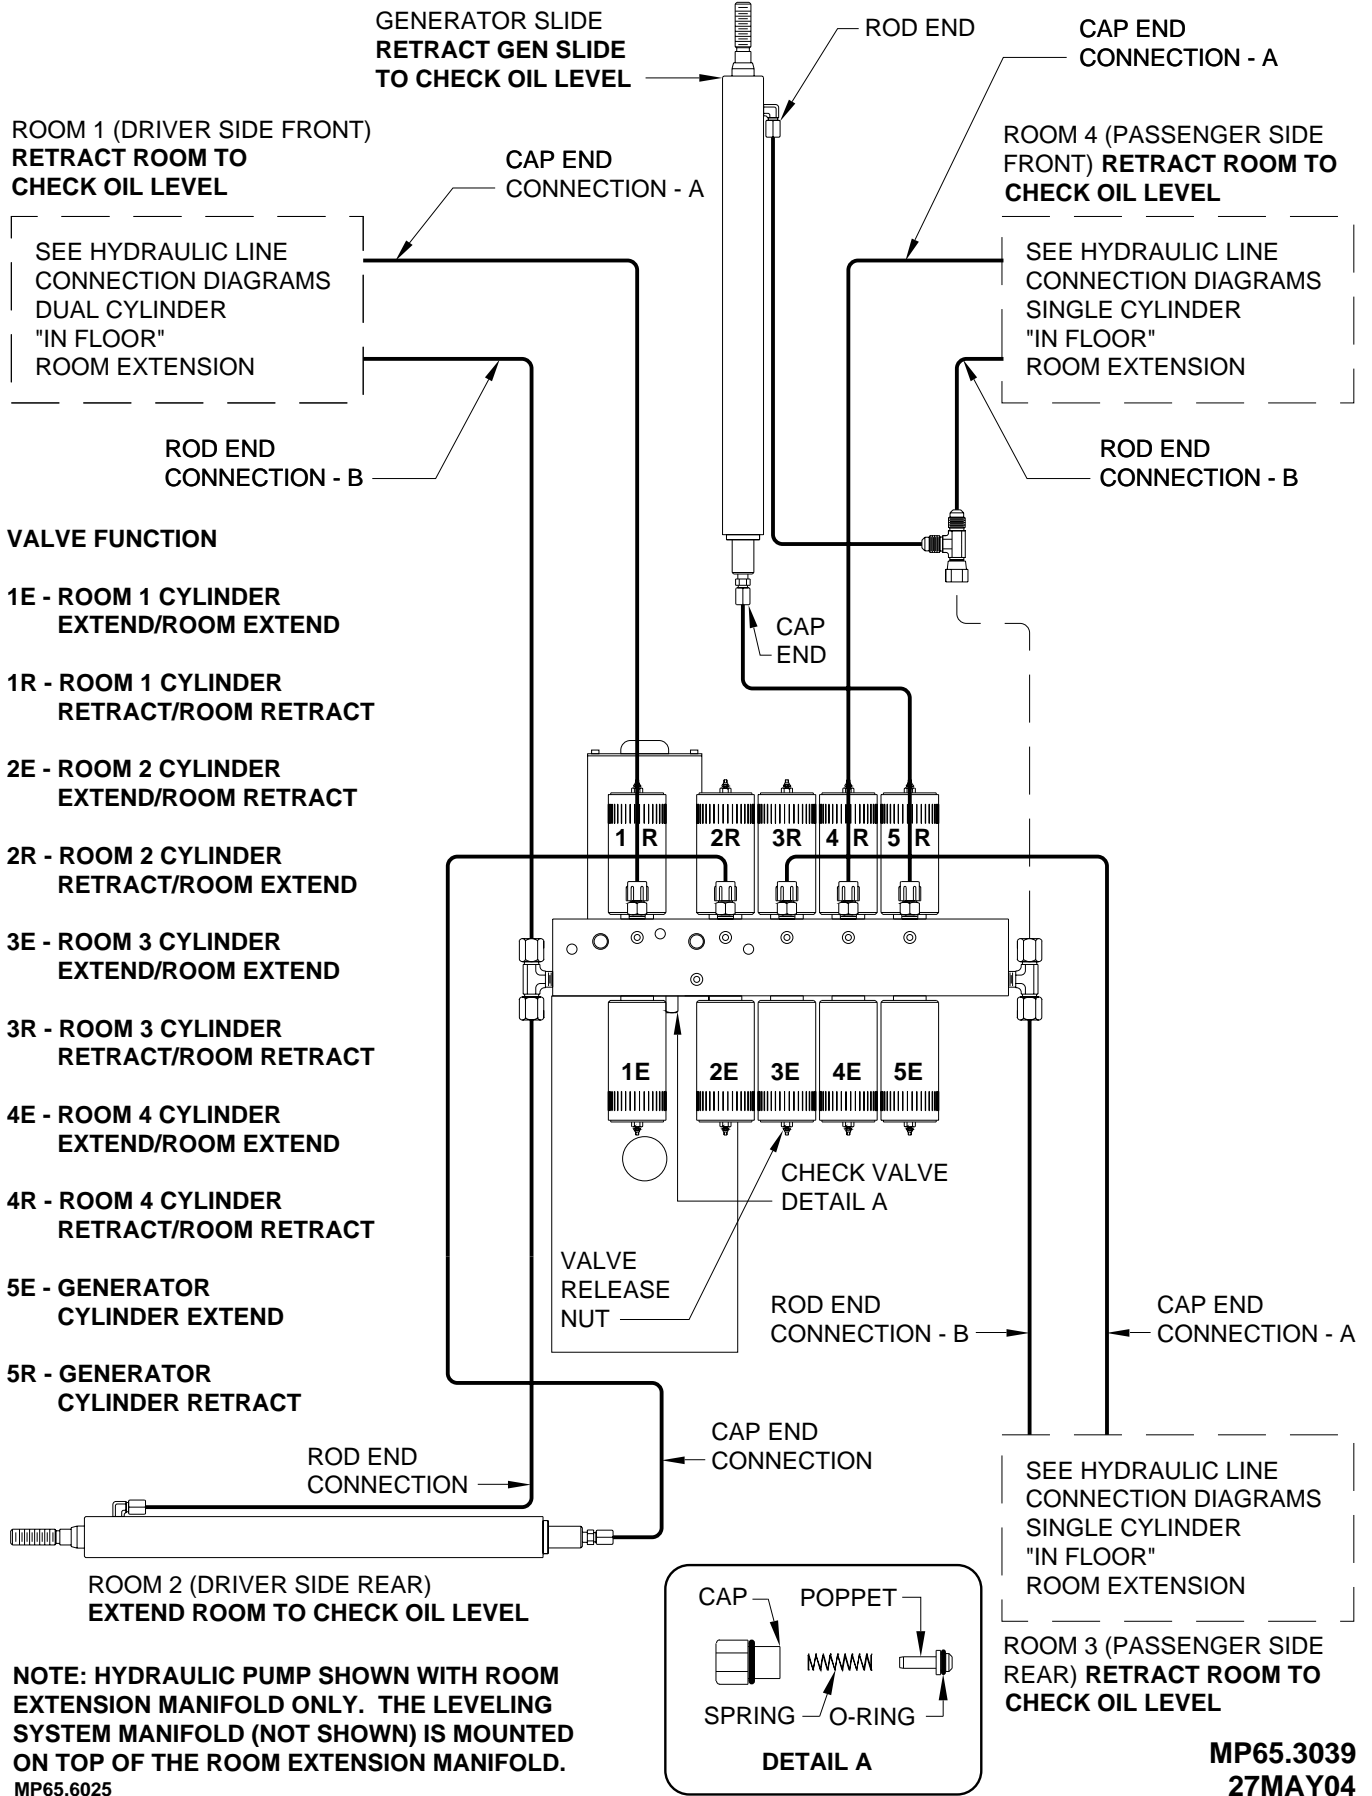 GENERATOR SLIDE
RETRACT GEN SLIDE
TO CHECK OIL LEVEL
ROD END
CAP END
CONNECTION - A
ROOM 1 (DRIVER SIDE FRONT)
RETRACT ROOM TO
CHECK OIL LEVEL
CAP END
CONNECTION - A
ROOM 4 (PASSENGER SIDE
FRONT) RETRACT ROOM TO
CHECK OIL LEVEL
SEE HYDRAULIC LINE
CONNECTION DIAGRAMS
DUAL CYLINDER
"IN FLOOR"
ROOM EXTENSION
SEE HYDRAULIC LINE
CONNECTION DIAGRAMS
SINGLE CYLINDER
"IN FLOOR"
ROOM EXTENSION
ROD END
CONNECTION - B
ROD END
CONNECTION - B
VALVE FUNCTION
1E - ROOM 1 CYLINDER
EXTEND/ROOM EXTEND
1R - ROOM 1 CYLINDER
RETRACT/ROOM RETRACT
2E - ROOM 2 CYLINDER
EXTEND/ROOM RETRACT
2R - ROOM 2 CYLINDER
RETRACT/ROOM EXTEND
3E - ROOM 3 CYLINDER
EXTEND/ROOM EXTEND
3R - ROOM 3 CYLINDER
RETRACT/ROOM RETRACT
4E - ROOM 4 CYLINDER
EXTEND/ROOM EXTEND
4R - ROOM 4 CYLINDER
RETRACT/ROOM RETRACT
5E - GENERATOR
CYLINDER EXTEND
5R - GENERATOR
CYLINDER RETRACT
CAP
END
1 R 2R 3R 4 R 5 R
1E 2E 3E 4E 5E
CHECK VALVE
DETAIL A
VALVE
RELEASE
NUT
ROD END
CONNECTION - B
CAP END
CONNECTION - A
ROD END
CONNECTION
CAP END
CONNECTION
SEE HYDRAULIC LINE
CONNECTION DIAGRAMS
SINGLE CYLINDER
"IN FLOOR"
ROOM EXTENSION
ROOM 2 (DRIVER SIDE REAR)
EXTEND ROOM TO CHECK OIL LEVEL
CAP
POPPET
SPRING
O-RING
DETAIL A
ROOM 3 (PASSENGER SIDE
REAR) RETRACT ROOM TO
CHECK OIL LEVEL
NOTE: HYDRAULIC PUMP SHOWN WITH ROOM
EXTENSION MANIFOLD ONLY. THE LEVELING
SYSTEM MANIFOLD (NOT SHOWN) IS MOUNTED
ON TOP OF THE ROOM EXTENSION MANIFOLD.
MP65.6025
MP65.3039
27MAY04